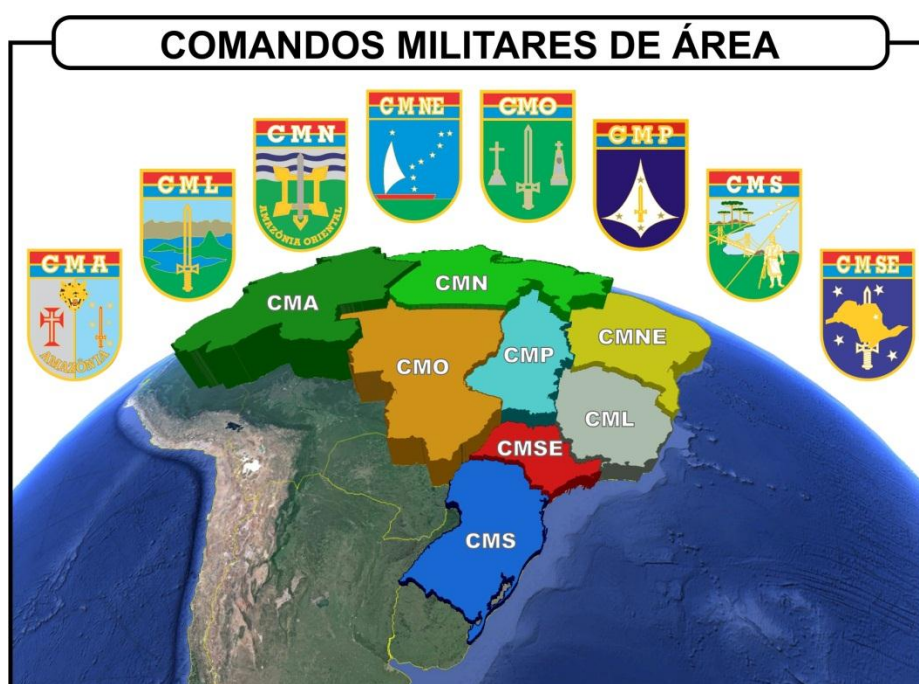 COMANDOS MILITARES DE ÁREA
CMA
AMAZÔNIA
CML
CMN
AMAZÔNIA ORIENTAL
CMNE
CMO
CMP
CMS
CMSE
CMA
CMN
CMO
CMP
CMNE
CML
CMSE
CMS